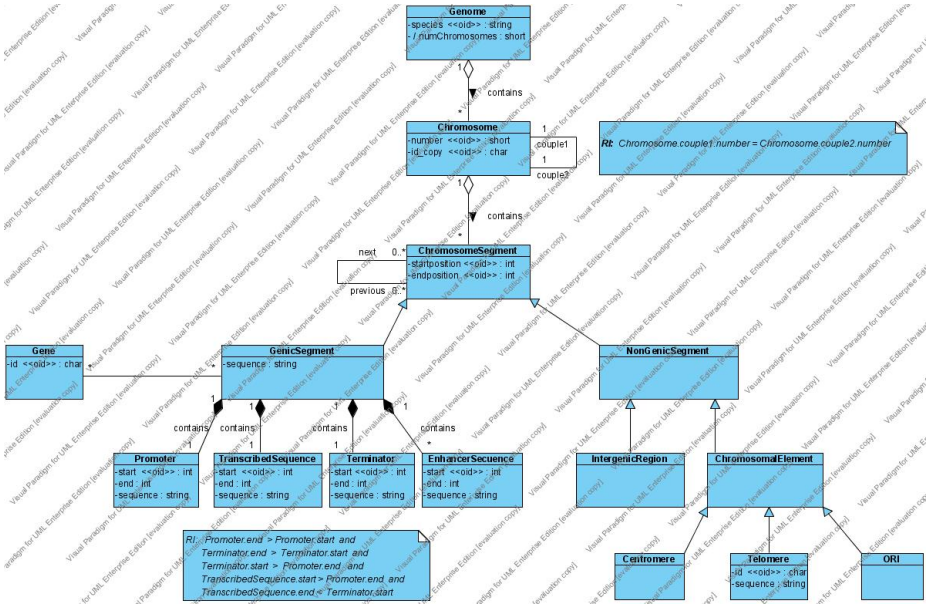 Genome
-species <<oid>> : string
- / numChromosomes : short
1
contains
*
Chromosome
-number <<oid>> : short
-id_copy <<oid>> : char
1
couple1
1
couple2
RI: Chromosome.couple1.number = Chromosome.couple2.number
1
contains
*
next 0..*
ChromosomeSegment
-startposition <<oid>> : int
-endposition <<oid>> : int
previous 0..*
Gene
-id <<oid>> : char
*
*
GenicSegment
-sequence : string
NonGenicSegment
1
1
1
contains
contains
contains
contains
1
1
1
*
Promoter
-start <<oid>> : int
-end : int
-sequence : string
TranscribedSequence
-start <<oid>> : int
-end : int
-sequence : string
Terminator
-start <<oid>> : int
-end : int
-sequence : string
EnhancerSecuence
-start <<oid>> : int
-end : int
-sequence : string
IntergenicRegion
ChromosomalElement
RI: Promoter.end > Promoter.start and
Terminator.end > Terminator.start and
Terminator.start > Promoter.end and
TranscribedSequence.start > Promoter.end and
TranscribedSequence.end < Terminator.start
Centromere
Telomere
-id <<oid>> : char
-sequence : string
ORI
Visual Paradigm for UML Enterprise Edition [evaluation copy]